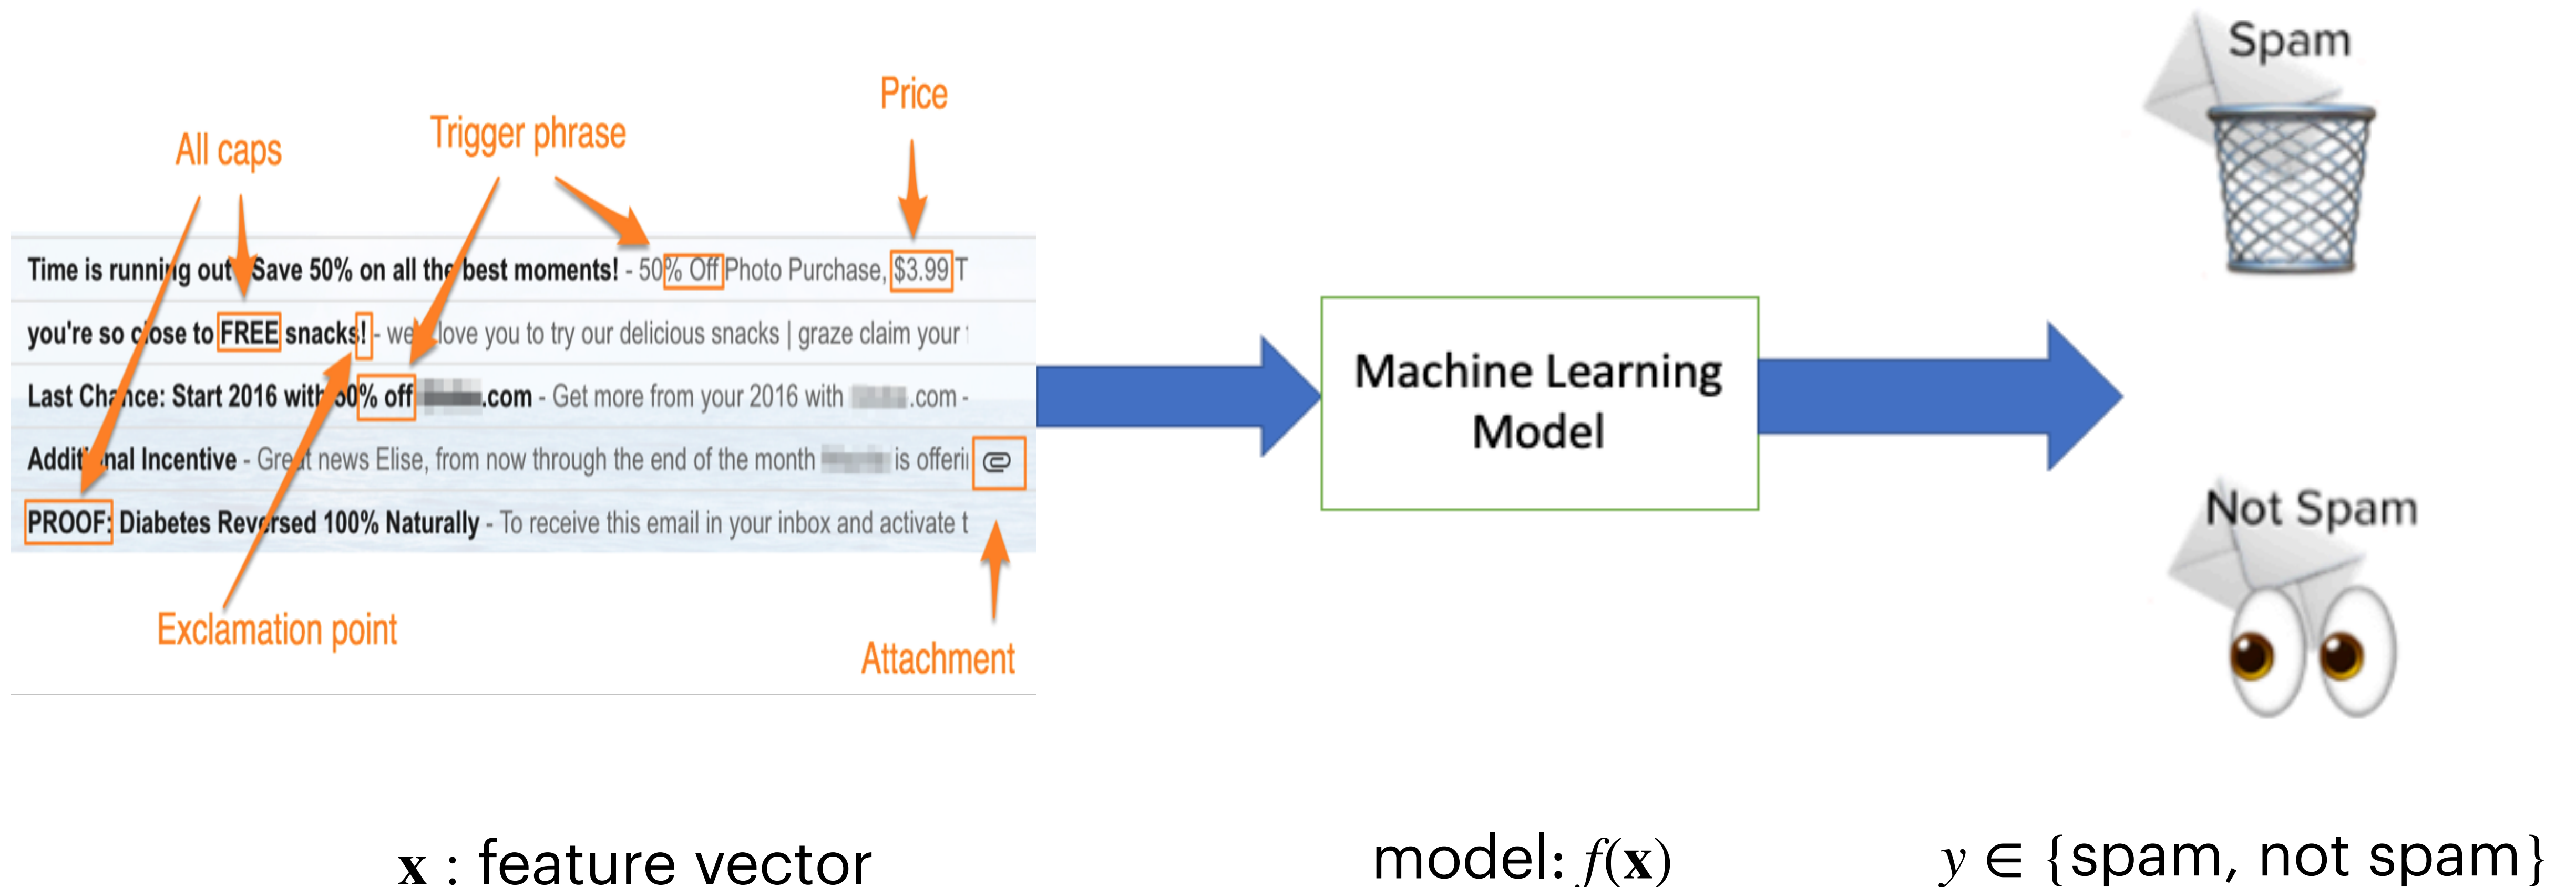 Spam
Price
Trigger phrase
All caps
Time is running out Save 50% on all the best moments! - 50% Off Photo Purchase, $3.99 T
you're so close to FREE snacks! - we love you to try our delicious snacks | graze claim your
Last Chance: Start 2016 with 50% off .com - Get more from your 2016 with .com -
Additional Incentive - Great news Elise, from now through the end of the month is offeri
PROOF: Diabetes Reversed 100% Naturally - To receive this email in your inbox and activate t
Machine Learning
Model
Not Spam
Exclamation point
Attachment
x : feature vector
model: f(x)
y ∈ {spam, not spam}